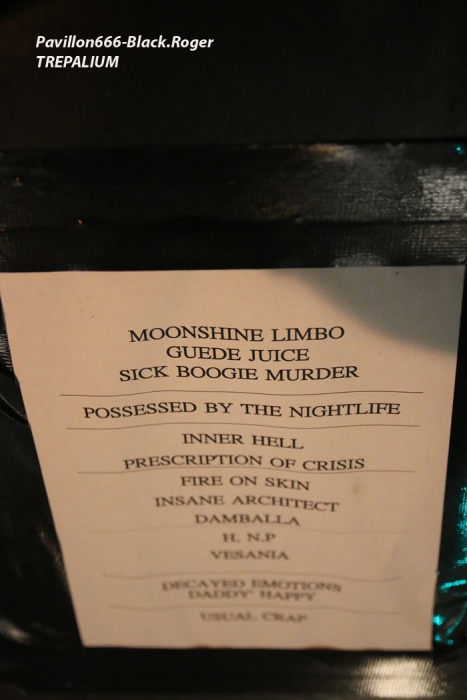 Pavillon666-Black.Roger
TREPALIUM
MOONSHINE LIMBO
GUEDE JUICE
SICK BOOGIE MURDER
POSSESSED BY THE NIGHTLIFE
INNER HELL
PRESCRIPTION OF CRISIS
FIRE ON SKIN
INSANE ARCHITECT
DAMBALLA
H. N.P
VESANIA
DECAYED EMOTIONS
DADDY' HAPPY
USUAL CRAP